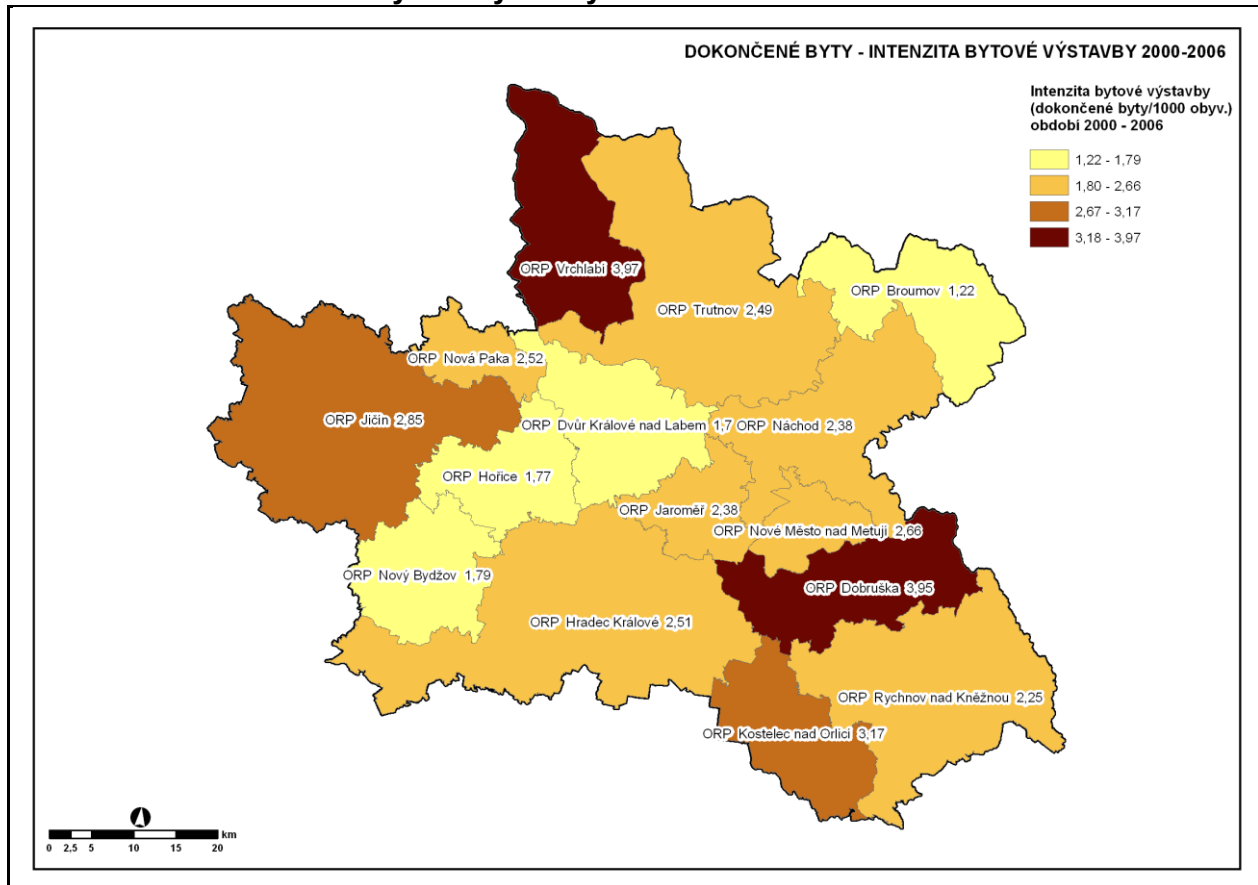 DOKONČENÉ BYTY - INTENZITA BYTOVÉ VÝSTAVBY 2000-2006
Intenzita bytové výstavby
(dokončené byty/1000 obyv.)
období 2000 - 2006
1,22 - 1,79
1,80 - 2,66
2,67 - 3,17
3,18 - 3,97
ORP Vrchlabí 3,97
ORP Broumov 1,22
ORP Trutnov 2,49
ORP Nová Paka 2,52
ORP Jičín 2,85
ORP Dvůr Králové nad Labem 1,7
ORP Náchod 2,38
ORP Hořice 1,77
ORP Jaroměř 2,38
ORP Nové Město nad Metují 2,66
ORP Nový Bydžov 1,79
ORP Dobruška 3,95
ORP Hradec Králové 2,51
ORP Rychnov nad Kněžnou 2,25
ORP Kostelec nad Orlicí 3,17
km
0 2,5 5 10 15 20